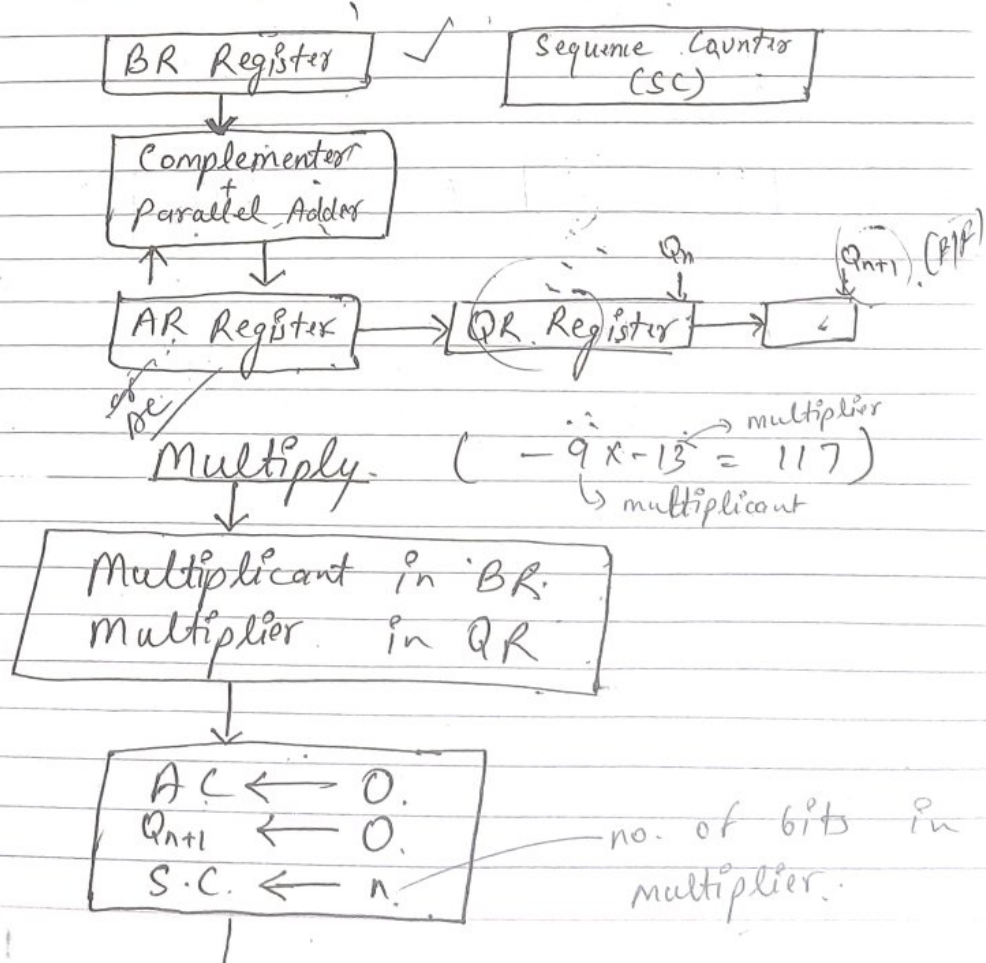 BR Register
Sequence Counter
(SC)
Complementer
+
Parallel Adder
Qn
Qn+1
AR Register
QR Register
Multiply.
( - 9 x - 13 = 117 )
multiplier
multiplicant
Multiplicant in BR.
Multiplier in QR
AC ← 0.
Qn+1 ← 0.
S.C. ← n.
no. of bits in
multiplier.